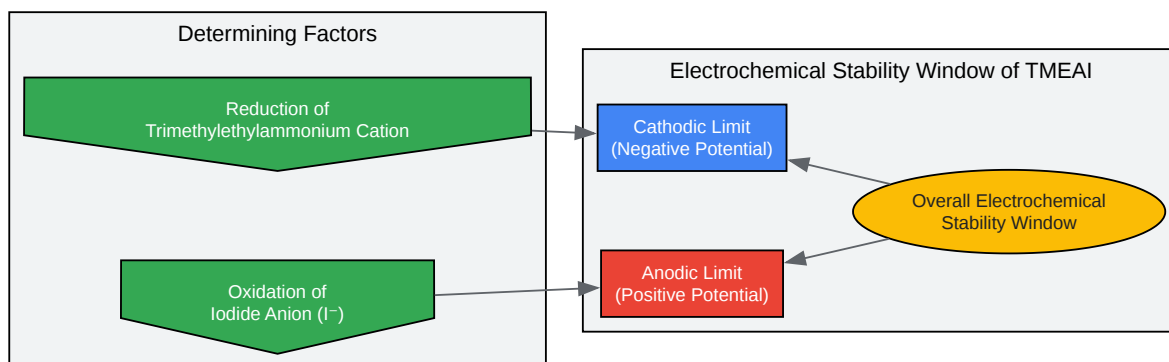 Determining Factors
Reduction of
Trimethylethylammonium Cation
Oxidation of
Iodide Anion (I⁻)
Electrochemical Stability Window of TMEAI
Cathodic Limit
(Negative Potential)
Overall Electrochemical
Stability Window
Anodic Limit
(Positive Potential)